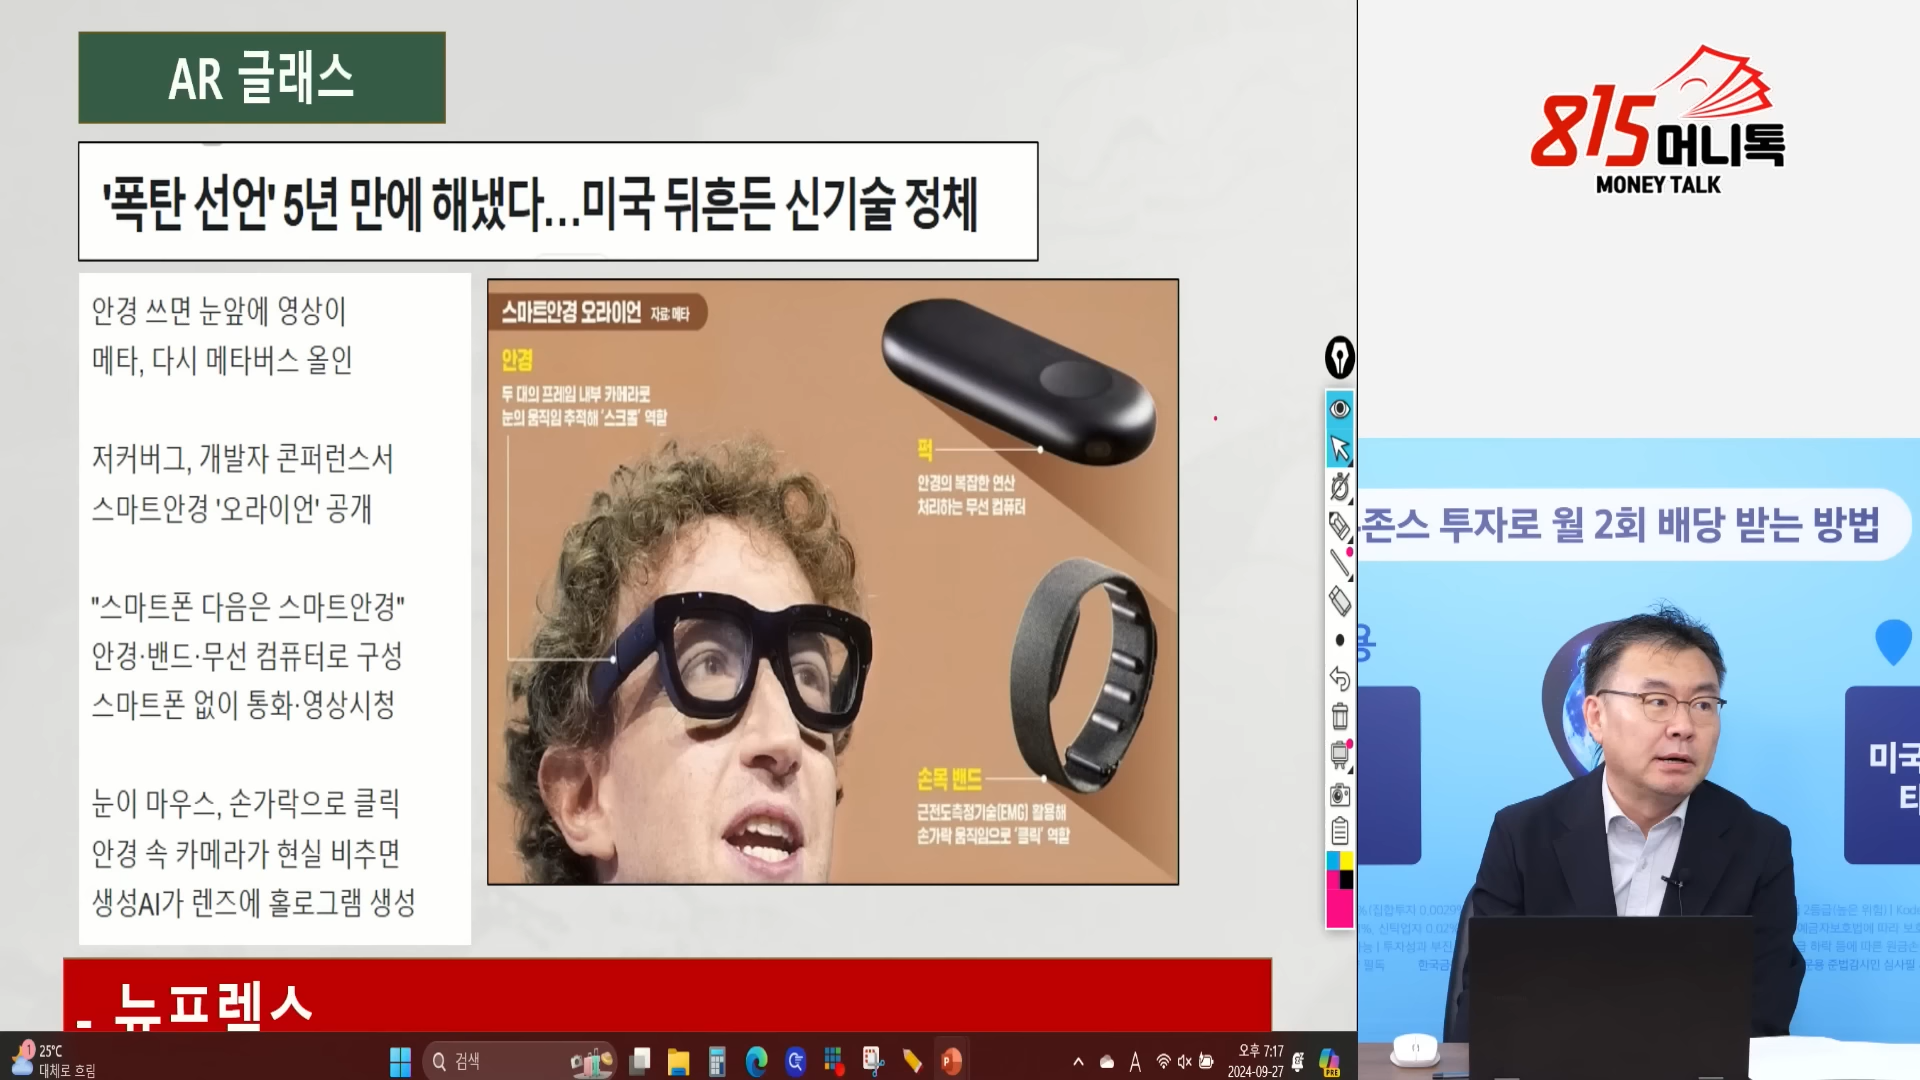 AR 글래스
'폭탄 선언' 5년 만에 해냈다...미국 뒤흔든 신기술 정체
안경 쓰면 눈앞에 영상이
메타, 다시 메타버스 올인
저커버그, 개발자 콘퍼런스서
스마트안경 '오라이언' 공개
"스마트폰 다음은 스마트안경"
안경·밴드·무선 컴퓨터로 구성
스마트폰 없이 통화·영상시청
눈이 마우스, 손가락으로 클릭
안경 속 카메라가 현실 비추면
생성AI가 렌즈에 홀로그램 생성
스마트안경 오라이언 자료:메타
안경
두 대의 프레임 내부 카메라로
눈의 움직임 추적해 '스크롤' 역할
퍽
안경의 복잡한 연산
처리하는 무선 컴퓨터
손목 밴드
근전도측정기술(EMG) 활용해
손가락 움직임으로 '클릭' 역할
- 뉴프렉스
815머니톡
MONEY TALK
존스 투자로 월 2회 배당 받는 방법
용
미국
타
1
25°C
대체로 흐림
검색
A
오후 7:17
2024-09-27
PRE